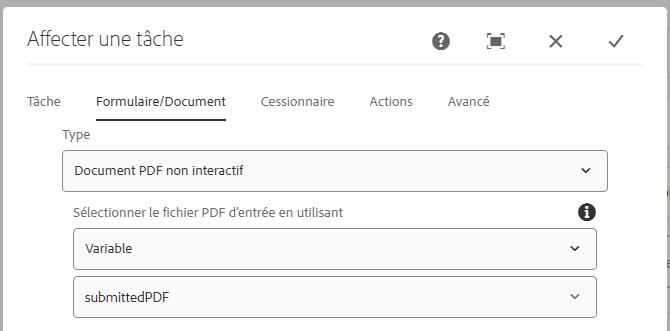 Affecter une tâche
Tâche Formulaire/Document Cessionnaire Actions Avancé
Type
Document PDF non interactif
Sélectionner le fichier PDF d'entrée en utilisant
Variable
submittedPDF